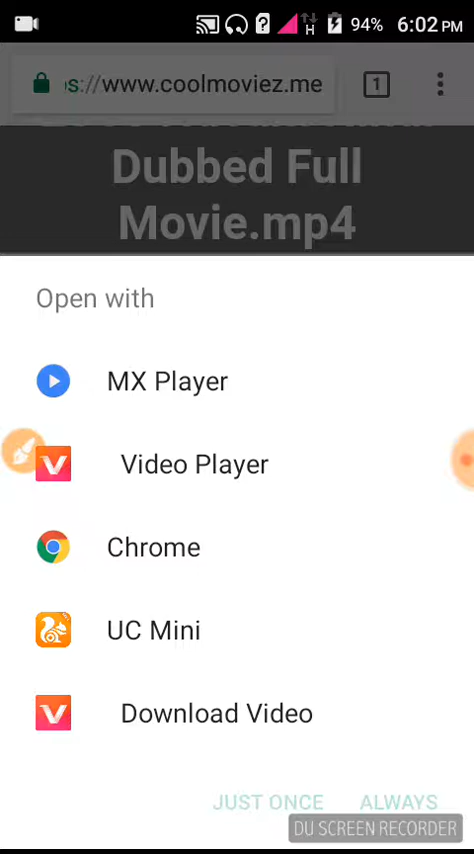 H 94% 6:02 PM
s://www.coolmoviez.me 1
Dubbed Full
Movie.mp4
Open with
MX Player
Video Player
Chrome
UC Mini
Download Video
JUST ONCE ALWAYS
DU SCREEN RECORDER